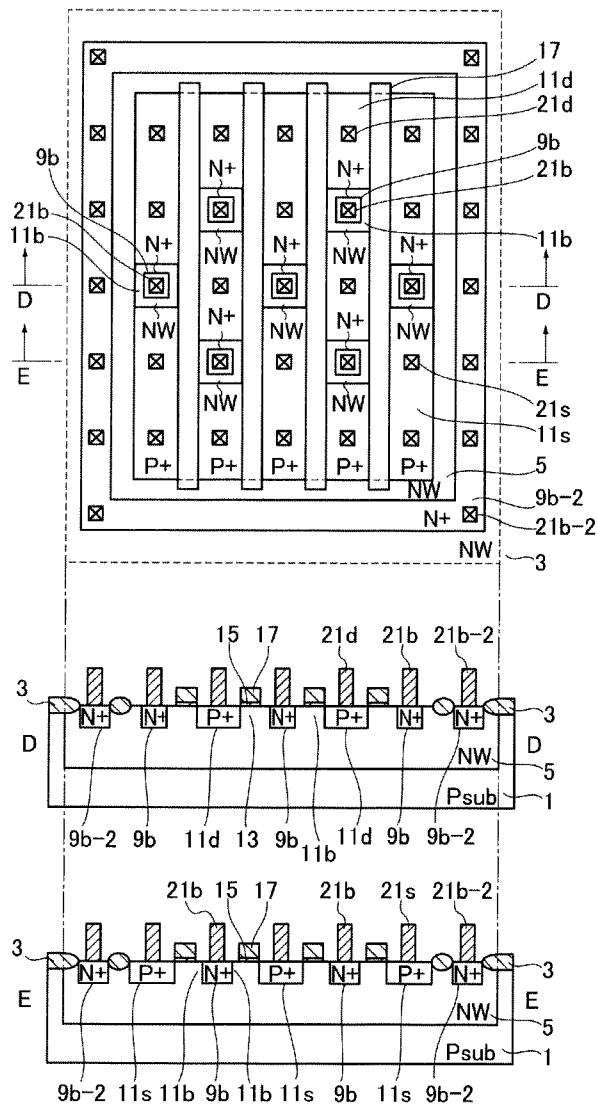 17
11d
21d
9b
N+
N+
9b
21b
21b
11b
N+
N+
N+
11b
NW
NW
D
D
NW
N+
NW
N+
NW
E
E
NW
NW
21s
11s
P+
P+
P+
P+
P+
5
NW
9b-2
N+
21b-2
NW
3
15
17
21d
21b
21b-2
3
3
D
N+
N+
P+
N+
P+
N+
N+
D
NW
5
Psub
1
9b-2
9b
11d
13
9b
11b
11d
9b
9b-2
21b
15
17
21b
21s
21b-2
3
3
E
N+
P+
N+
P+
N+
P+
N+
E
NW
5
Psub
1
9b-2
11s
11b
9b
11b
11s
9b
11s
9b-2